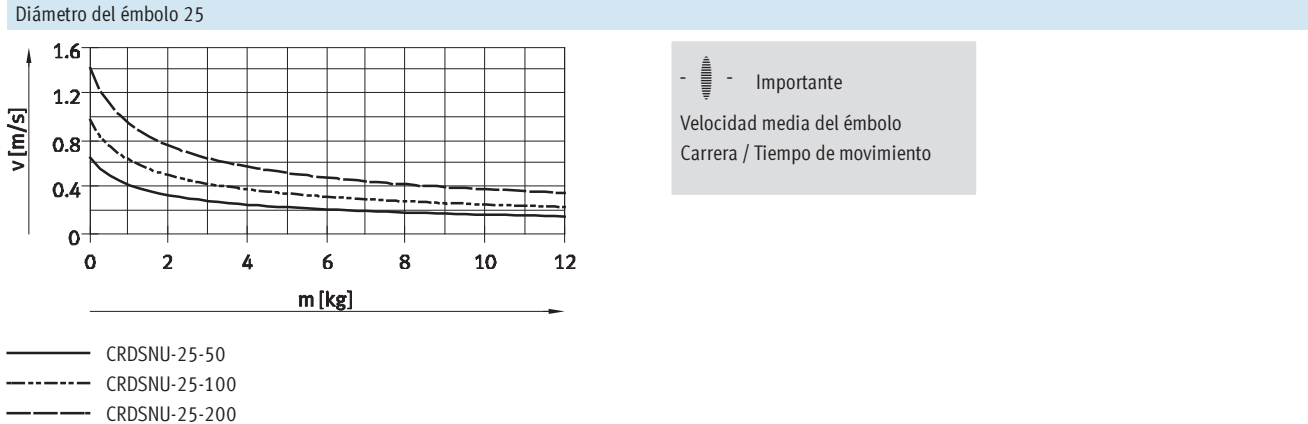 Diámetro del émbolo 25
1.6
1.2
0.8
0.4
0
v [m/s]
0 2 4 6 8 10 12
m [kg]
CRDSNU-25-50
CRDSNU-25-100
CRDSNU-25-200
- - Importante
Velocidad media del émbolo
Carrera / Tiempo de movimiento